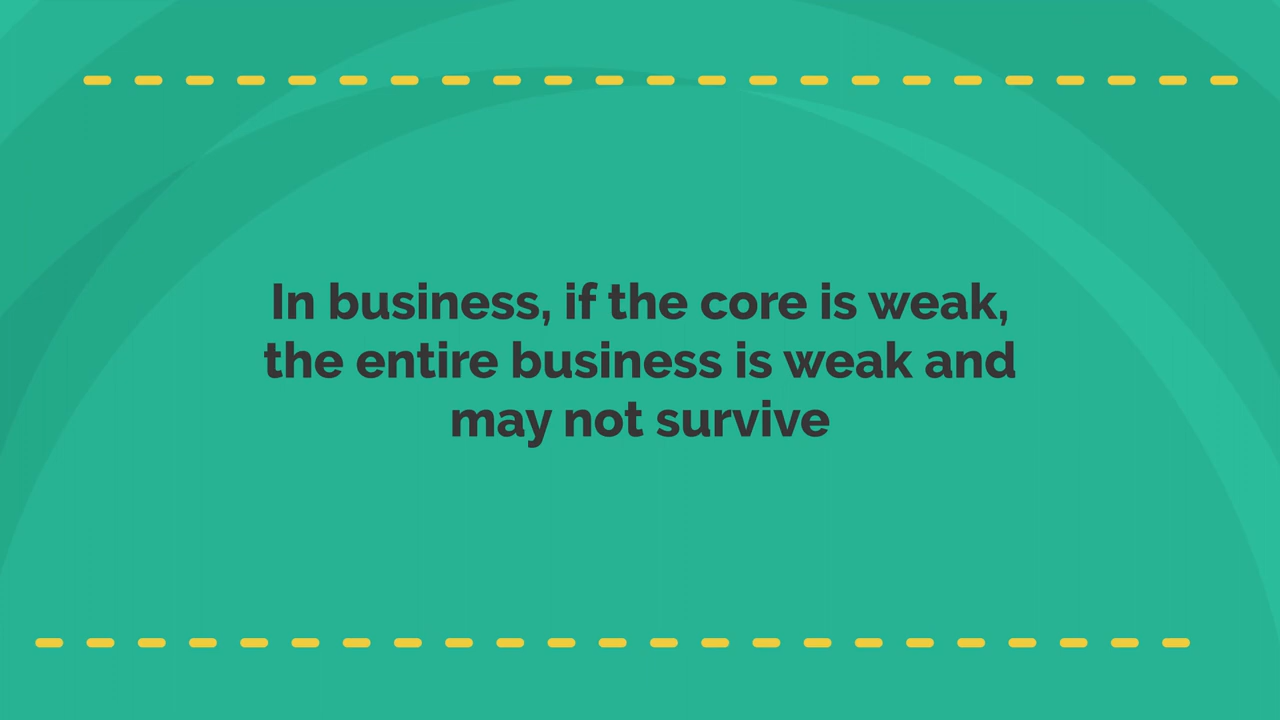 In business, if the core is weak,
the entire business is weak and
may not survive